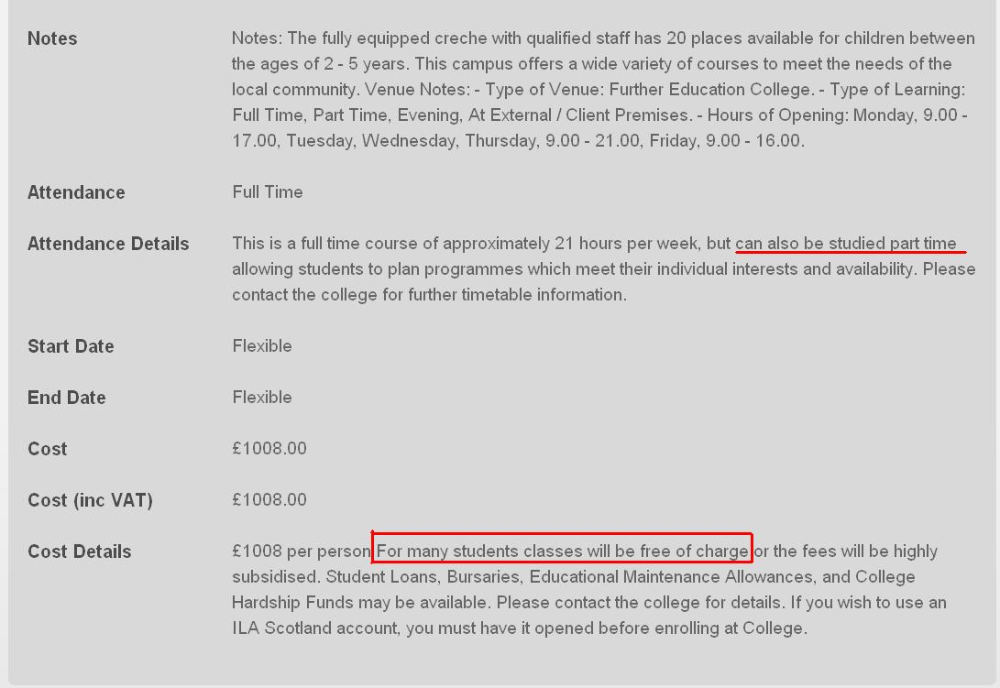 Notes
Notes: The fully equipped creche with qualified staff has 20 places available for children between
the ages of 2 - 5 years. This campus offers a wide variety of courses to meet the needs of the
local community. Venue Notes: - Type of Venue: Further Education College. - Type of Learning:
Full Time, Part Time, Evening, At External / Client Premises. - Hours of Opening: Monday, 9.00 -
17.00, Tuesday, Wednesday, Thursday, 9.00 - 21.00, Friday, 9.00 - 16.00.
Attendance
Full Time
Attendance Details
This is a full time course of approximately 21 hours per week, but can also be studied part time
allowing students to plan programmes which meet their individual interests and availability. Please
contact the college for further timetable information.
Start Date
Flexible
End Date
Flexible
Cost
£1008.00
Cost (inc VAT)
£1008.00
Cost Details
£1008 per person For many students classes will be free of charge or the fees will be highly
subsidised. Student Loans, Bursaries, Educational Maintenance Allowances, and College
Hardship Funds may be available. Please contact the college for details. If you wish to use an
ILA Scotland account, you must have it opened before enrolling at College.